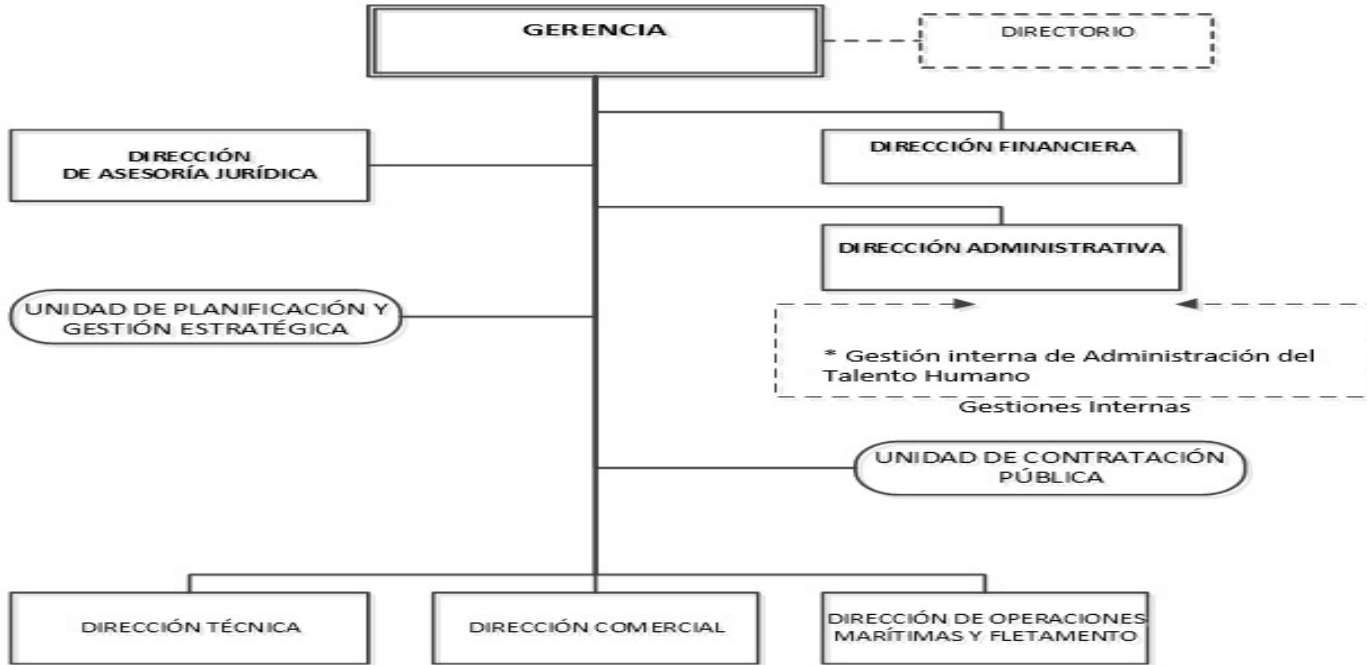 GERENCIA
DIRECTORIO
DIRECCIÓN
DE ASESORÍA JURÍDICA
DIRECCIÓN FINANCIERA
DIRECCIÓN ADMINISTRATIVA
UNIDAD DE PLANIFICACIÓN Y
GESTIÓN ESTRATÉGICA
* Gestión interna de Administración del
Talento Humano
Gestiones Internas
UNIDAD DE CONTRATACIÓN
PÚBLICA
DIRECCIÓN TÉCNICA
DIRECCIÓN COMERCIAL
DIRECCIÓN DE OPERACIONES
MARÍTIMAS Y FLETAMENTO